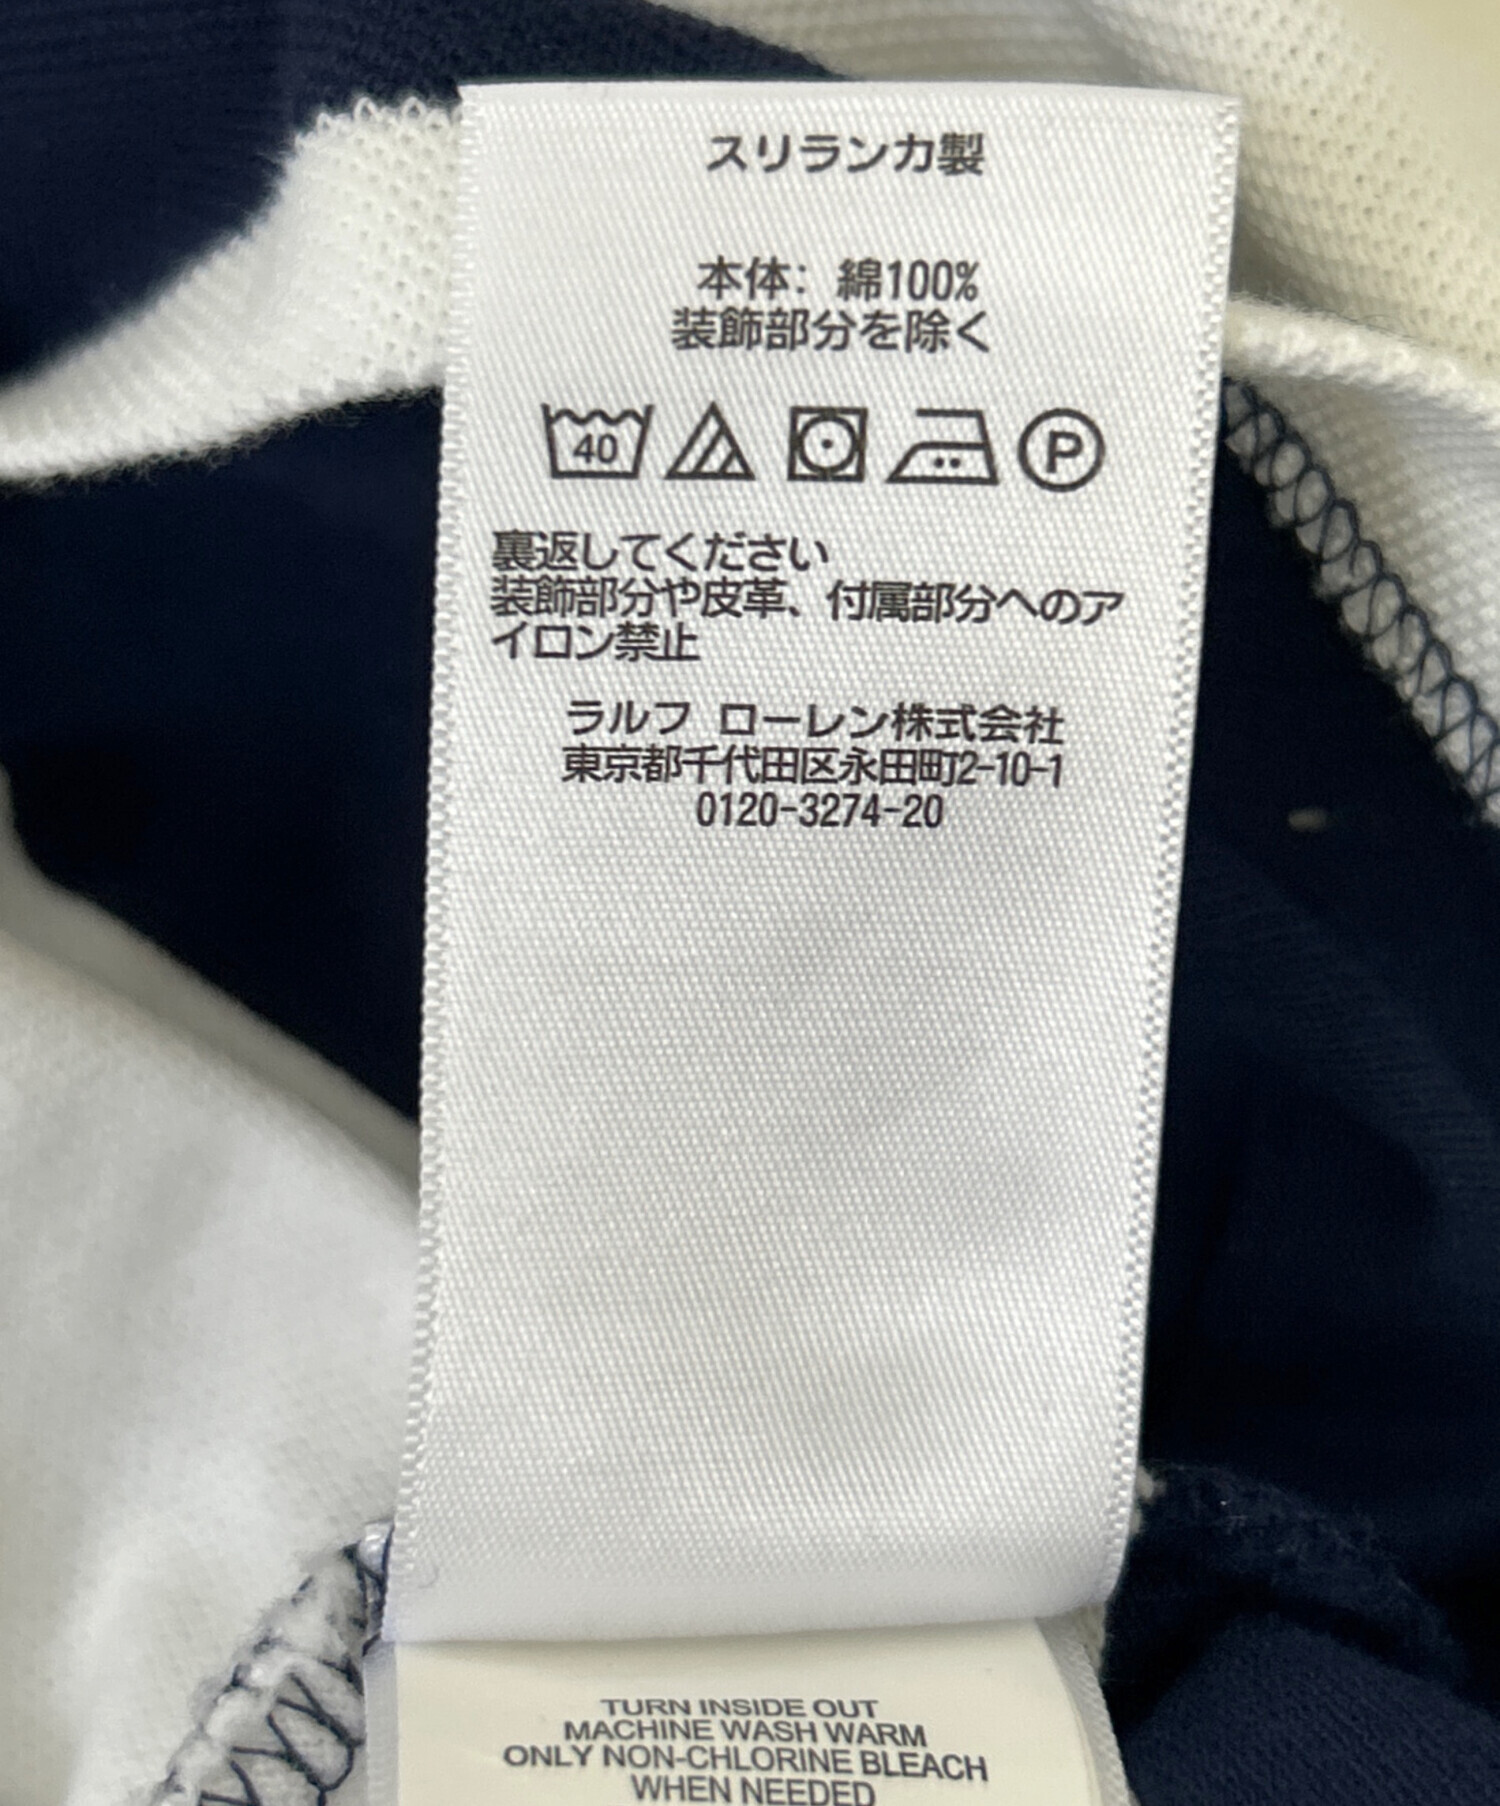 スリランカ製
本体: 綿100%
装飾部分を除く
40
P
裏返してください
装飾部分や皮革、付属部分へのア
イロン禁止
ラルフ ローレン株式会社
東京都千代田区永田町2-10-1
0120-3274-20
TURN INSIDE OUT
MACHINE WASH WARM
ONLY NON-CHLORINE BLEACH
WHEN NEEDED